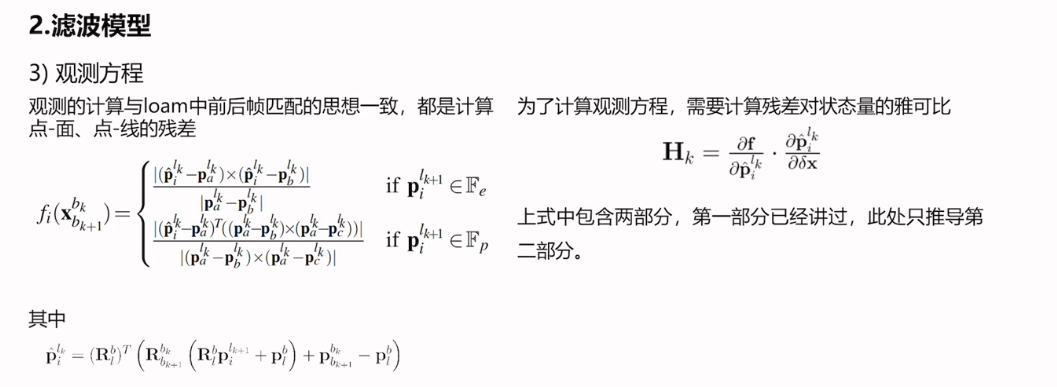 2.滤波模型
3) 观测方程
观测的计算与loam中前后帧匹配的思想一致，都是计算
点-面、点-线的残差
$f_i(\mathbf{x}_{b_{k+1}}^{b_k}) = \begin{cases} \frac{|(\hat{\mathbf{p}}_i^{l_k} - \mathbf{p}_a^{l_k}) \times (\hat{\mathbf{p}}_i^{l_k} - \mathbf{p}_b^{l_k})|}{|\mathbf{p}_a^{l_k} - \mathbf{p}_b^{l_k}|} & \text{if } \mathbf{p}_i^{l_{k+1}} \in \mathbb{F}_e \\ \frac{|(\hat{\mathbf{p}}_i^{l_k} - \mathbf{p}_a^{l_k})^T((\mathbf{p}_a^{l_k} - \mathbf{p}_b^{l_k}) \times (\mathbf{p}_a^{l_k} - \mathbf{p}_c^{l_k}))|}{|(\mathbf{p}_a^{l_k} - \mathbf{p}_b^{l_k}) \times (\mathbf{p}_a^{l_k} - \mathbf{p}_c^{l_k})|} & \text{if } \mathbf{p}_i^{l_{k+1}} \in \mathbb{F}_p \end{cases}$
其中
$\hat{\mathbf{p}}_i^{l_k} = (\mathbf{R}_l^b)^T \left( \mathbf{R}_{b_{k+1}}^{b_k} \left( \mathbf{R}_l^b \mathbf{p}_i^{l_{k+1}} + \mathbf{p}_l^b \right) + \mathbf{p}_{b_{k+1}}^{b_k} - \mathbf{p}_l^b \right)$
为了计算观测方程，需要计算残差对状态量的雅可比
$\mathbf{H}_k = \frac{\partial \mathbf{f}}{\partial \hat{\mathbf{p}}_i^{l_k}} \cdot \frac{\partial \hat{\mathbf{p}}_i^{l_k}}{\partial \delta \mathbf{x}}$
上式中包含两部分，第一部分已经讲过，此处只推导第
二部分。